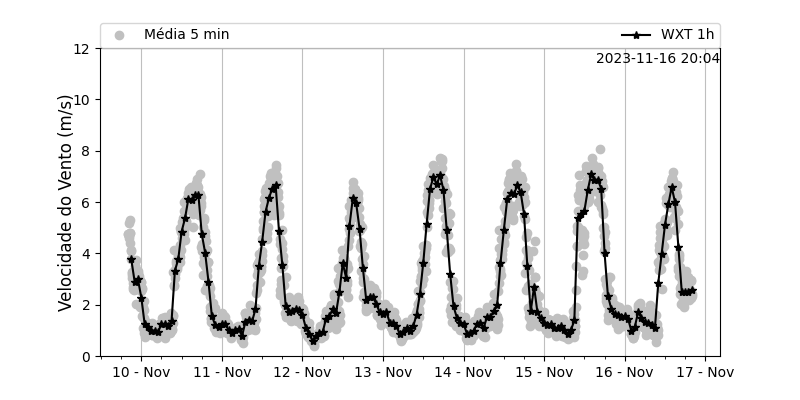 Média 5 min
WXT 1h
2023-11-16 20:04
Velocidade do Vento (m/s)
12
10
8
6
4
2
0
10 - Nov
11 - Nov
12 - Nov
13 - Nov
14 - Nov
15 - Nov
16 - Nov
17 - Nov